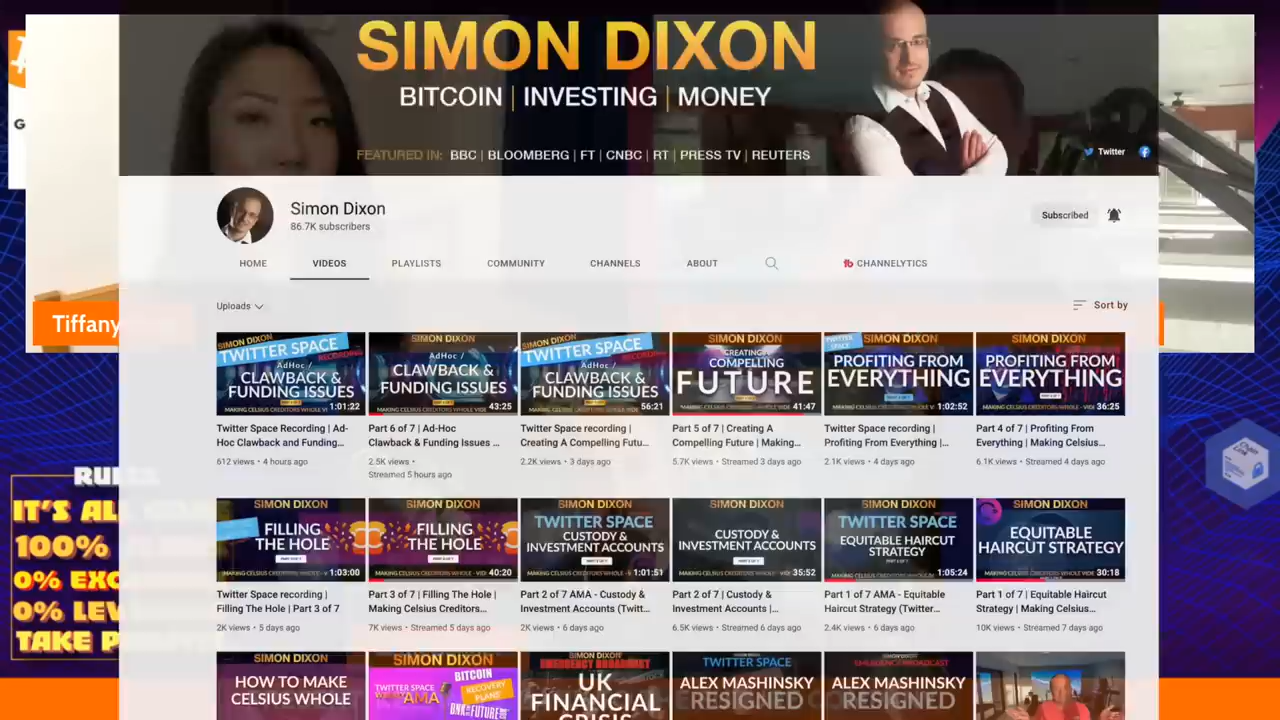 SIMON DIXON
BITCOIN | INVESTING | MONEY
FEATURED IN: BBC | BLOOMBERG | FT | CNBC | RT | PRESS TV | REUTERS
Twitter
G
Simon Dixon
86.7K subscribers
Subscribed
HOME VIDEOS PLAYLISTS COMMUNITY CHANNELS ABOUT CHANNELYTICS
Uploads
Sort by
Tiffany
SIMON DIXON
TWITTER SPACE
RECORDING
AdHoc /
CLAWBACK &
FUNDING ISSUES
1:01:22
Twitter Space Recording | Ad-
Hoc Clawback and Funding...
612 views • 4 hours ago
SIMON DIXON
AdHoc /
CLAWBACK &
FUNDING ISSUES
43:25
Part 6 of 7 | Ad-Hoc
Clawback & Funding Issues ...
2.5K views •
Streamed 5 hours ago
SIMON DIXON
TWITTER SPACE
RECORDING
AdHoc /
CLAWBACK &
FUNDING ISSUES
56:21
Twitter Space recording |
Creating A Compelling Futu...
2.2K views • 3 days ago
SIMON DIXON
CREATING A
COMPELLING
FUTURE
41:47
Part 5 of 7 | Creating A
Compelling Future | Making...
5.7K views • Streamed 3 days ago
TWITTER
SPACE
SIMON DIXON
PROFITING FROM
EVERYTHING
1:02:52
Twitter Space recording |
Profiting From Everything |...
2.1K views • 4 days ago
SIMON DIXON
PROFITING FROM
EVERYTHING
36:25
Part 4 of 7 | Profiting From
Everything | Making Celsius...
6.1K views • Streamed 4 days ago
IT'S AL
100%
0% EXC
0% LEV
TAKE P
SIMON DIXON
FILLING
THE HOLE
1:03:00
Twitter Space recording |
Filling The Hole | Part 3 of 7
2K views • 5 days ago
SIMON DIXON
FILLING
THE HOLE
40:20
Part 3 of 7 | Filling The Hole |
Making Celsius Creditors...
7K views • Streamed 5 days ago
SIMON DIXON
TWITTER SPACE
CUSTODY &
INVESTMENT ACCOUNTS
1:01:51
Part 2 of 7 AMA - Custody &
Investment Accounts (Twitt...
2K views • 6 days ago
SIMON DIXON
CUSTODY &
INVESTMENT ACCOUNTS
35:52
Part 2 of 7 | Custody &
Investment Accounts |...
6.5K views • Streamed 6 days ago
SIMON DIXON
TWITTER SPACE
EQUITABLE HAIRCUT
STRATEGY
1:05:24
Part 1 of 7 AMA - Equitable
Haircut Strategy (Twitter...
2.4K views • 6 days ago
SIMON DIXON
EQUITABLE
HAIRCUT STRATEGY
30:18
Part 1 of 7 | Equitable Haircut
Strategy | Making Celsius...
10K views • Streamed 7 days ago
SIMON DIXON
HOW TO MAKE
CELSIUS WHOLE
SIMON DIXON
TWITTER SPACE
AMA
BITCOIN
RECOVERY
PLANS
BNKTOTHEFUTURE
SIMON DIXON
EMERGENCY BROADCAST
UK
FINANCIAL
CRISIS
TWITTER SPACE
ALEX MASHINSKY
RESIGNED
EMERGENCY BROADCAST
ALEX MASHINSKY
RESIGNED